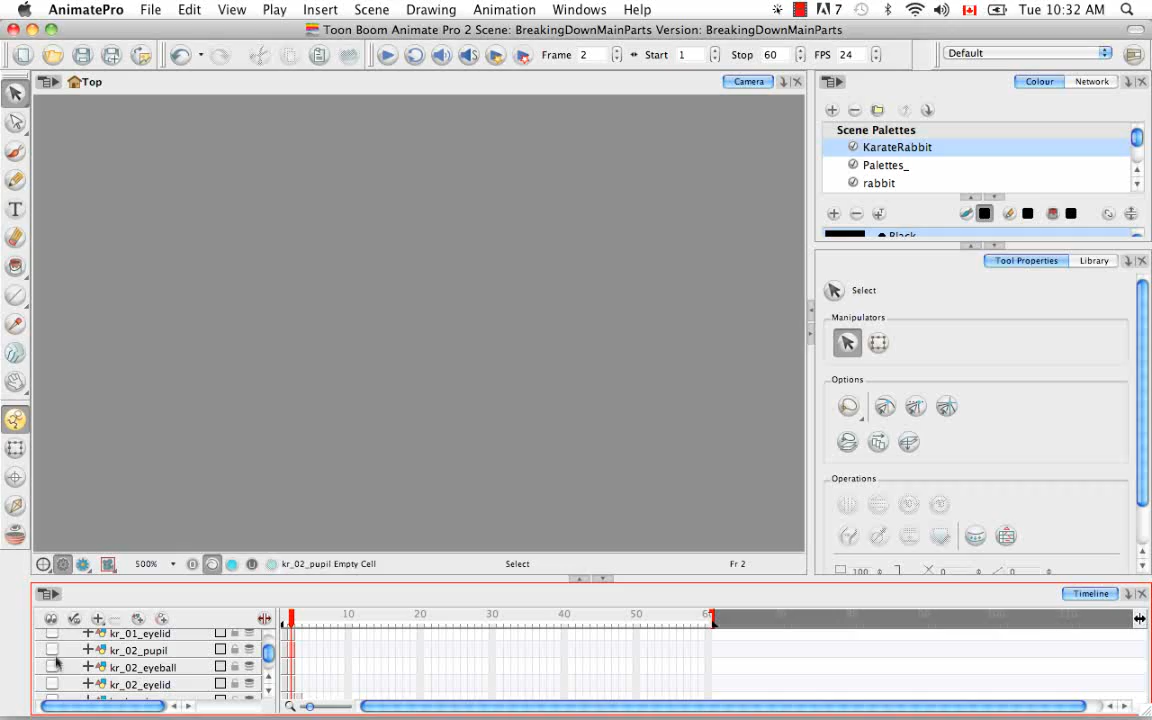 AnimatePro File Edit View Play Insert Scene Drawing Animation Windows Help 7 Tue 10:32 AM
Toon Boom Animate Pro 2 Scene: BreakingDownMainParts Version: BreakingDownMainParts
Frame 2 Start 1 Stop 60 FPS 24 Default
Top Camera Colour Network
Scene Palettes
KarateRabbit
Palettes_
rabbit
T
Black
Tool Properties Library
Select
Manipulators
Options
Operations
500% kr_02_pupil Empty Cell Select Fr 2
Timeline
10 20 30 40 50
kr_01_eyelid
kr_02_pupil
kr_02_eyeball
kr_02_eyelid